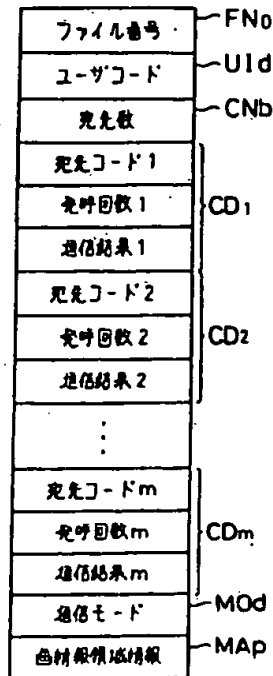 ファイル番号 FNo
ユーザコード UId
宛先数 CNb
宛先コード1
発呼回数1 CD1
通信結果1
宛先コード2
発呼回数2 CD2
通信結果2
⋮
宛先コードm
発呼回数m CDm
通信結果m
通信モード MOd
画情報領域情報 MAp